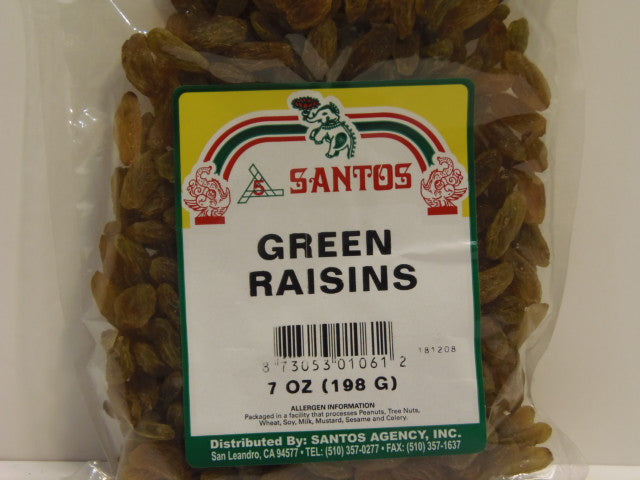 5 SANTOS
GREEN
RAISINS
8 73053 01061 2
181208
7 OZ (198 G)
ALLERGEN INFORMATION
Packaged in a facility that processes Peanuts, Tree Nuts,
Wheat, Soy, Milk, Mustard, Sesame and Celery.
Distributed By: SANTOS AGENCY, INC.
San Leandro, CA 94577 • TEL: (510) 357-0277 • FAX: (510) 357-1637